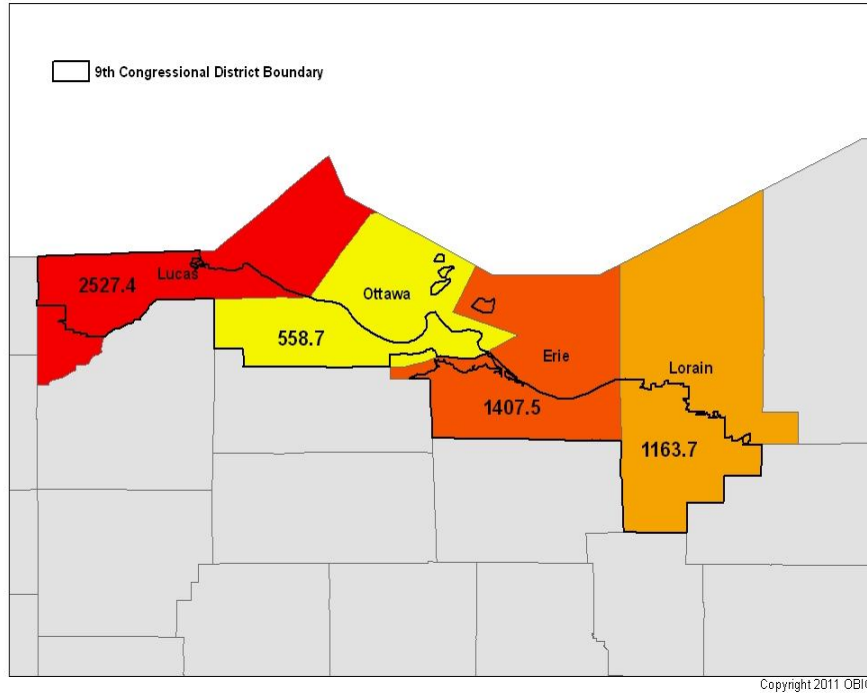 9th Congressional District Boundary
Lucas
2527.4
Ottawa
558.7
Erie
Lorain
1407.5
1163.7
Copyright 2011